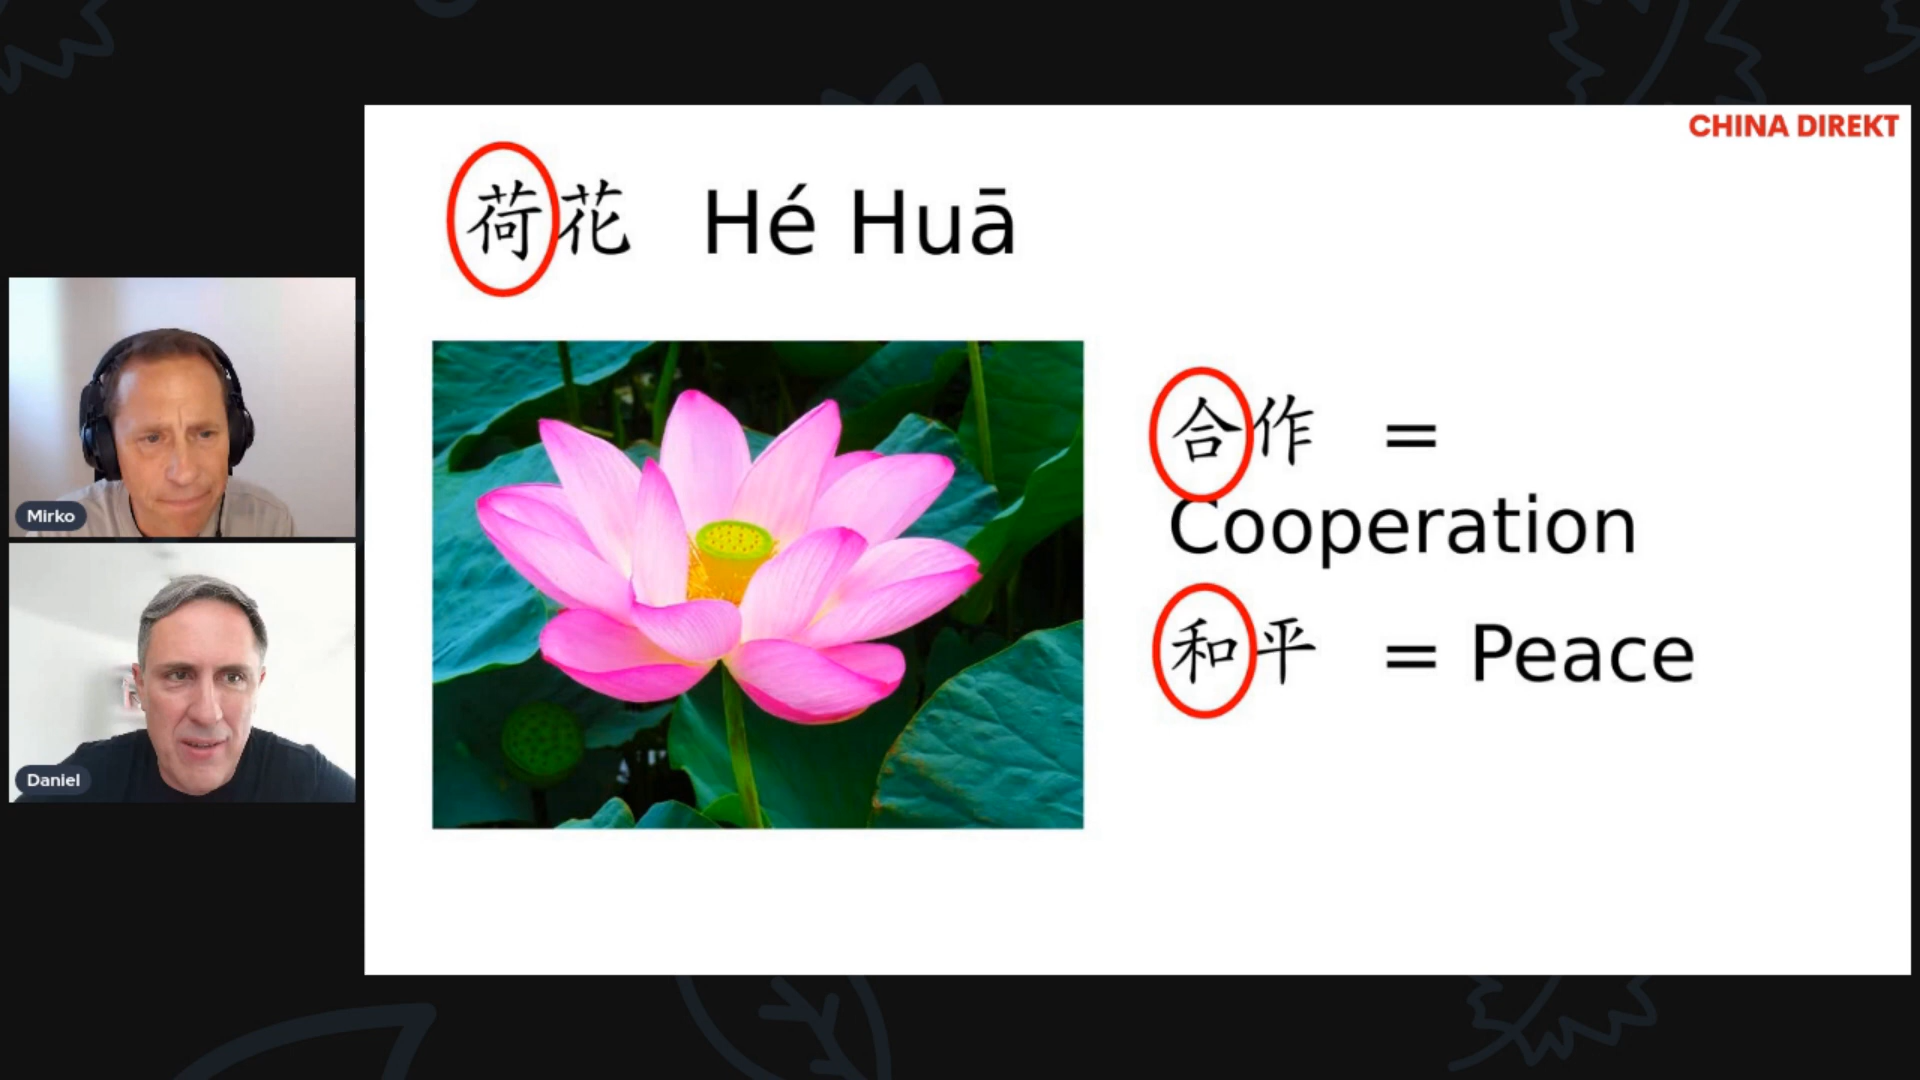 CHINA DIREKT
荷花 Hé Huā
合作 =
Cooperation
和平 = Peace
Mirko
Daniel